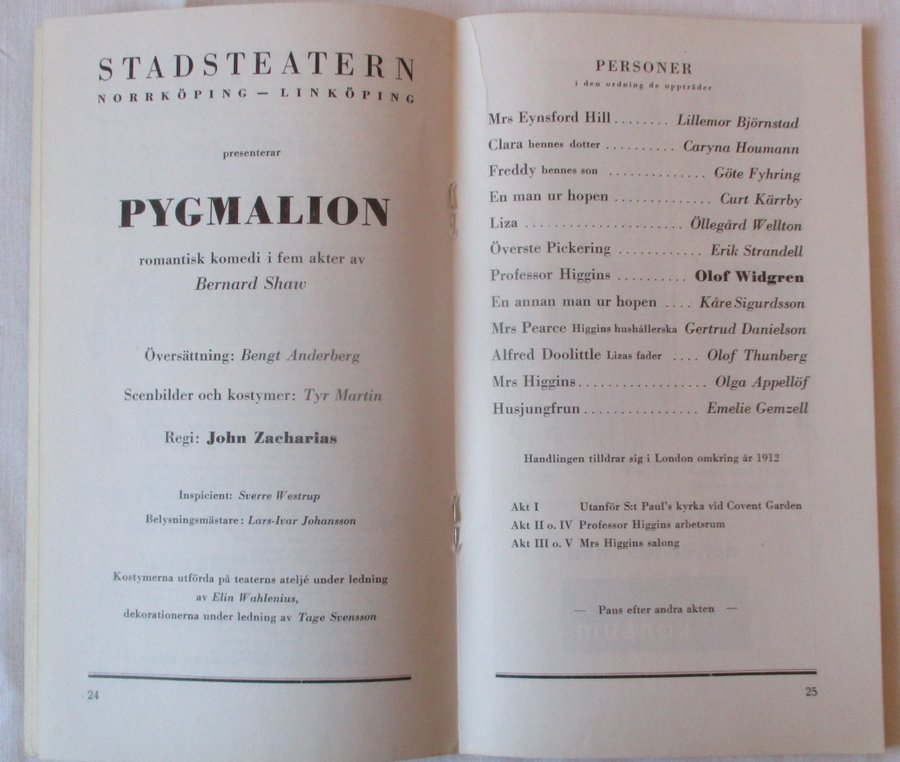 STADSTEATERN
NORRKÖPING — LINKÖPING
presenterar
PYGMALION
romantisk komedi i fem akter av
Bernard Shaw
Översättning: Bengt Anderberg
Scenbilder och kostymer: Tyr Martin
Regi: John Zacharias
Inspicient: Sverre Westrup
Belysningsmästare: Lars-Ivar Johansson
Kostymerna utförda på teaterns ateljé under ledning
av Elin Wahlenius,
dekorationerna under ledning av Tage Svensson
24
PERSONER
i den ordning de uppträder
Mrs Eynsford Hill ........ Lillemor Björnstad
Clara hennes dotter .......... Caryna Houmann
Freddy hennes son .............. Göte Fyhring
En man ur hopen .............. Curt Kärrby
Liza ....................... Öllegård Wellton
Överste Pickering ............ Erik Strandell
Professor Higgins .......... Olof Widgren
En annan man ur hopen .... Kåre Sigurdsson
Mrs Pearce Higgins hushållerska Gertrud Danielson
Alfred Doolittle Lizas fader .... Olof Thunberg
Mrs Higgins .................. Olga Appellöf
Husjungfrun ................ Emelie Gemzell
Handlingen tilldrar sig i London omkring år 1912
Akt I Utanför S:t Paul's kyrka vid Covent Garden
Akt II o. IV Professor Higgins arbetsrum
Akt III o. V Mrs Higgins salong
— Paus efter andra akten —
25